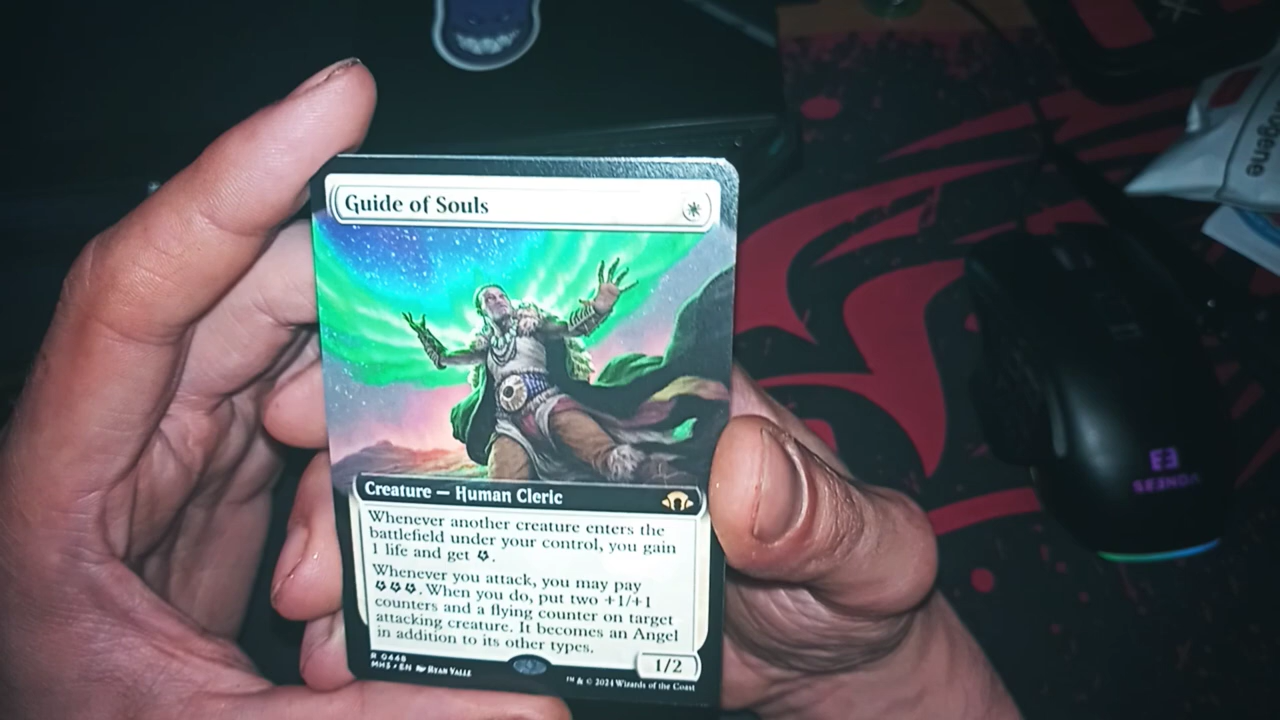 Guide of Souls
Creature — Human Cleric
Whenever another creature enters the
battlefield under your control, you gain
1 life and get .
Whenever you attack, you may pay
. When you do, put two +1/+1
counters and a flying counter on target
attacking creature. It becomes an Angel
in addition to its other types.
1/2
R 0448
MH3 • EN RYAN VALLE
™ & © 2024 Wizards of the Coast